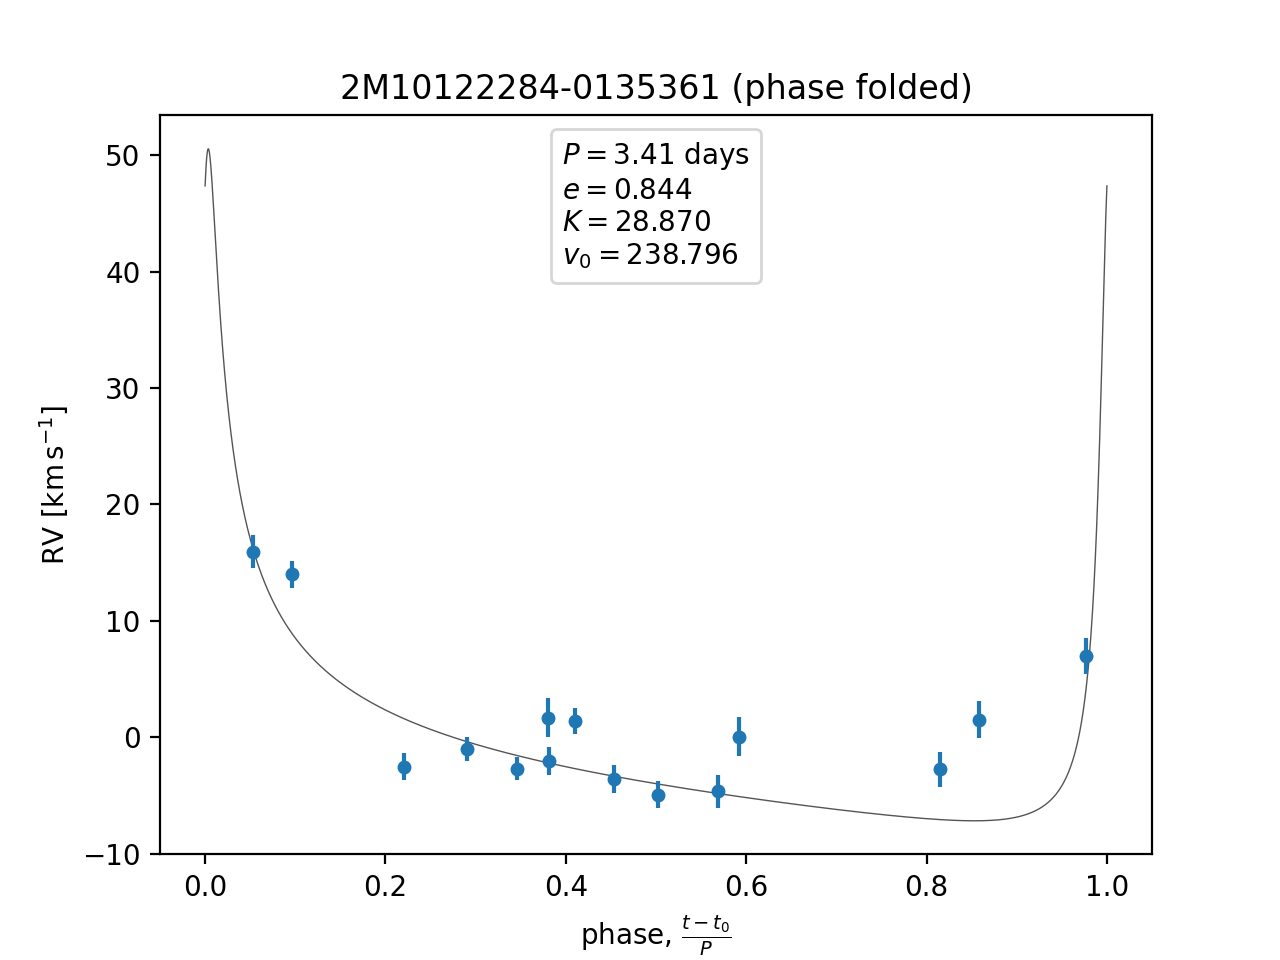 2M10122284-0135361 (phase folded)
P = 3.41 days
e = 0.844
K = 28.870
v₀ = 238.796
50
40
30
20
10
0
−10
RV [km s⁻¹]
0.0 0.2 0.4 0.6 0.8 1.0
phase, (t − t₀)/P